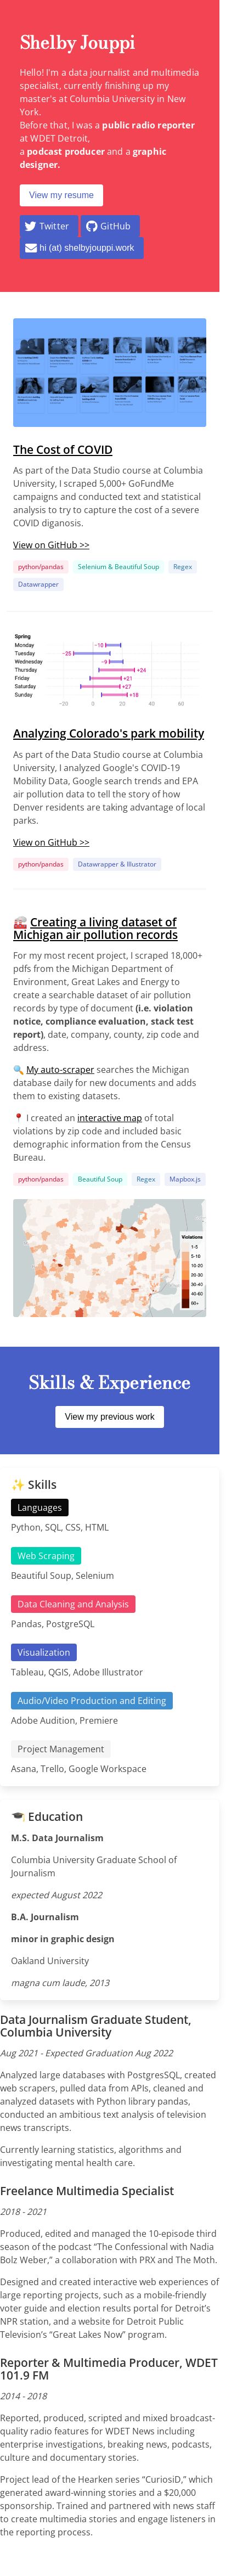 Shelby Jouppi
Hello! I'm a data journalist and multimedia
specialist, currently finishing up my
master's at Columbia University in New
York.
Before that, I was a public radio reporter
at WDET Detroit,
a podcast producer and a graphic
designer.
View my resume
Twitter GitHub
hi (at) shelbyjouppi.work
The Cost of COVID
As part of the Data Studio course at Columbia
University, I scraped 5,000+ GoFundMe
campaigns and conducted text and statistical
analysis to try to capture the cost of a severe
COVID diganosis.
View on GitHub >>
python/pandas Selenium & Beautiful Soup Regex
Datawrapper
Spring
Monday -10
Tuesday -25
Wednesday -9
Thursday +24
Friday +21
Saturday +27
Sunday +18
-20 0 20 40 60
Analyzing Colorado's park mobility
As part of the Data Studio course at Columbia
University, I analyzed Google's COVID-19
Mobility Data, Google search trends and EPA
air pollution data to tell the story of how
Denver residents are taking advantage of local
parks.
View on GitHub >>
python/pandas Datawrapper & Illustrator
🏭 Creating a living dataset of
Michigan air pollution records
For my most recent project, I scraped 18,000+
pdfs from the Michigan Department of
Environment, Great Lakes and Energy to
create a searchable dataset of air pollution
records by type of document (i.e. violation
notice, compliance evaluation, stack test
report), date, company, county, zip code and
address.
🔍 My auto-scraper searches the Michigan
database daily for new documents and adds
them to existing datasets.
📍 I created an interactive map of total
violations by zip code and included basic
demographic information from the Census
Bureau.
python/pandas Beautiful Soup Regex Mapbox.js
Violations
1-5
5-10
10-20
20-30
30-40
40-60
60+
Skills & Experience
View my previous work
✨ Skills
Languages
Python, SQL, CSS, HTML
Web Scraping
Beautiful Soup, Selenium
Data Cleaning and Analysis
Pandas, PostgreSQL
Visualization
Tableau, QGIS, Adobe Illustrator
Audio/Video Production and Editing
Adobe Audition, Premiere
Project Management
Asana, Trello, Google Workspace
🎓 Education
M.S. Data Journalism
Columbia University Graduate School of
Journalism
expected August 2022
B.A. Journalism
minor in graphic design
Oakland University
magna cum laude, 2013
Data Journalism Graduate Student,
Columbia University
Aug 2021 - Expected Graduation Aug 2022
Analyzed large databases with PostgresSQL, created
web scrapers, pulled data from APIs, cleaned and
analyzed datasets with Python library pandas,
conducted an ambitious text analysis of television
news transcripts.
Currently learning statistics, algorithms and
investigating mental health care.
Freelance Multimedia Specialist
2018 - 2021
Produced, edited and managed the 10-episode third
season of the podcast “The Confessional with Nadia
Bolz Weber,” a collaboration with PRX and The Moth.
Designed and created interactive web experiences of
large reporting projects, such as a mobile-friendly
voter guide and election results portal for Detroit’s
NPR station, and a website for Detroit Public
Television’s “Great Lakes Now” program.
Reporter & Multimedia Producer, WDET
101.9 FM
2014 - 2018
Reported, produced, scripted and mixed broadcast-
quality radio features for WDET News including
enterprise investigations, breaking news, podcasts,
culture and documentary stories.
Project lead of the Hearken series “CuriosiD,” which
generated award-winning stories and a $20,000
sponsorship. Trained and partnered with news staff
to create multimedia stories and engage listeners in
the reporting process.